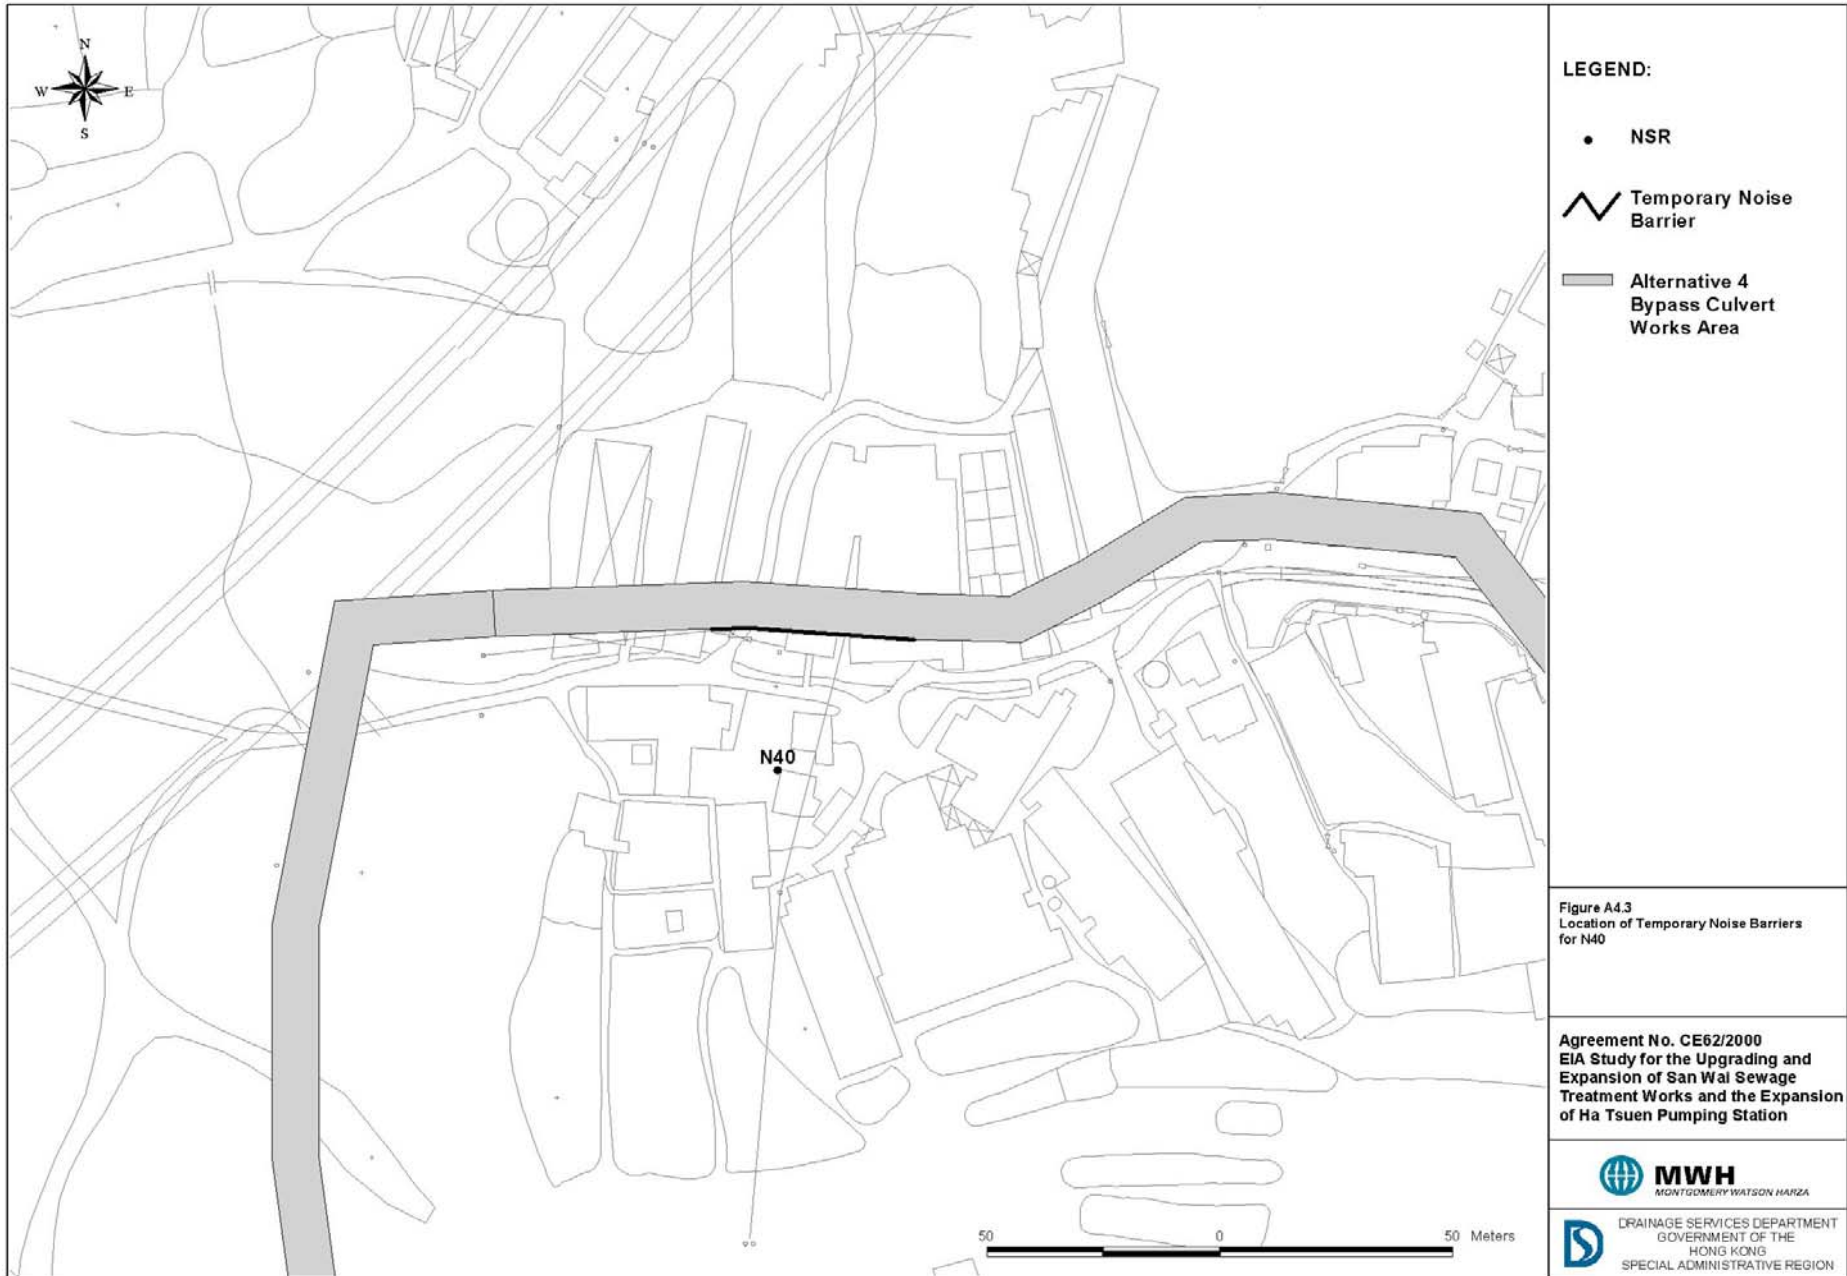 N
W E
S
N40
50 0 50 Meters
LEGEND:
NSR
Temporary Noise
Barrier
Alternative 4
Bypass Culvert
Works Area
Figure A4.3
Location of Temporary Noise Barriers
for N40
Agreement No. CE62/2000
EIA Study for the Upgrading and
Expansion of San Wai Sewage
Treatment Works and the Expansion
of Ha Tsuen Pumping Station
MWH
MONTGOMERY WATSON HARZA
DRAINAGE SERVICES DEPARTMENT
GOVERNMENT OF THE
HONG KONG
SPECIAL ADMINISTRATIVE REGION